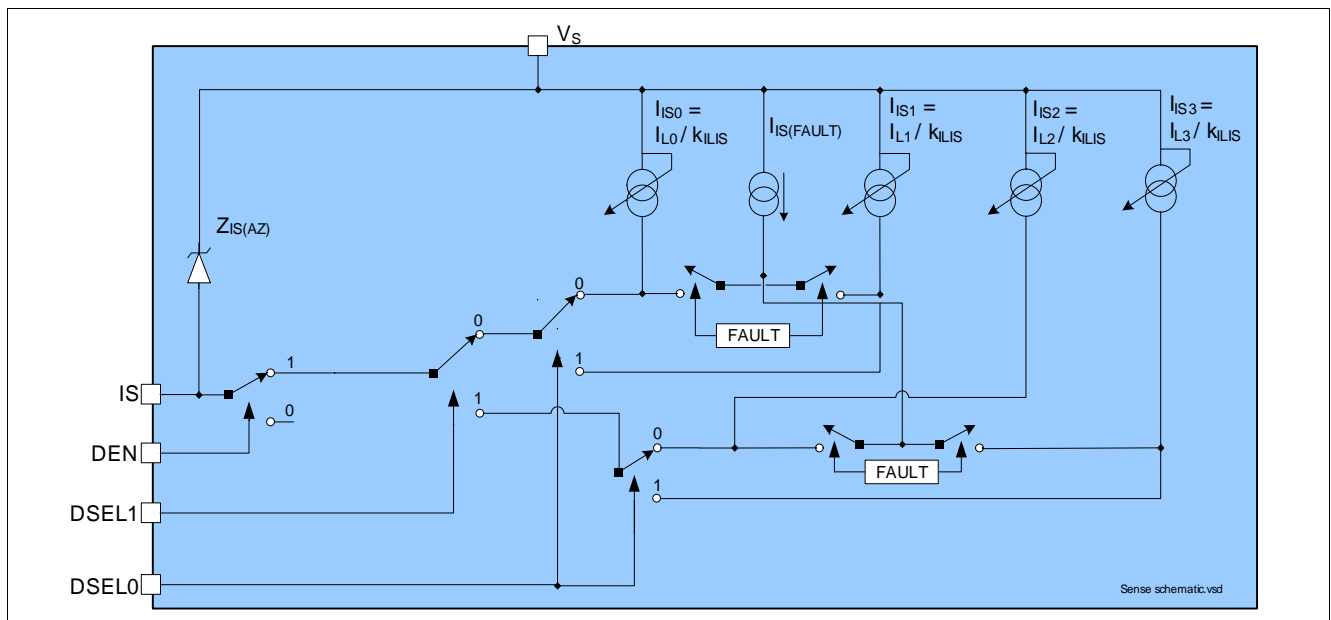 VS
IIS0 =
IL0 / kILIS
IIS(FAULT)
IIS1 =
IL1 / kILIS
IIS2 =
IL2 / kILIS
IIS3 =
IL3 / kILIS
ZIS(AZ)
0
0
FAULT
1
1
IS
0
1
0
DEN
FAULT
1
DSEL1
DSEL0
Sense schematic.vsd